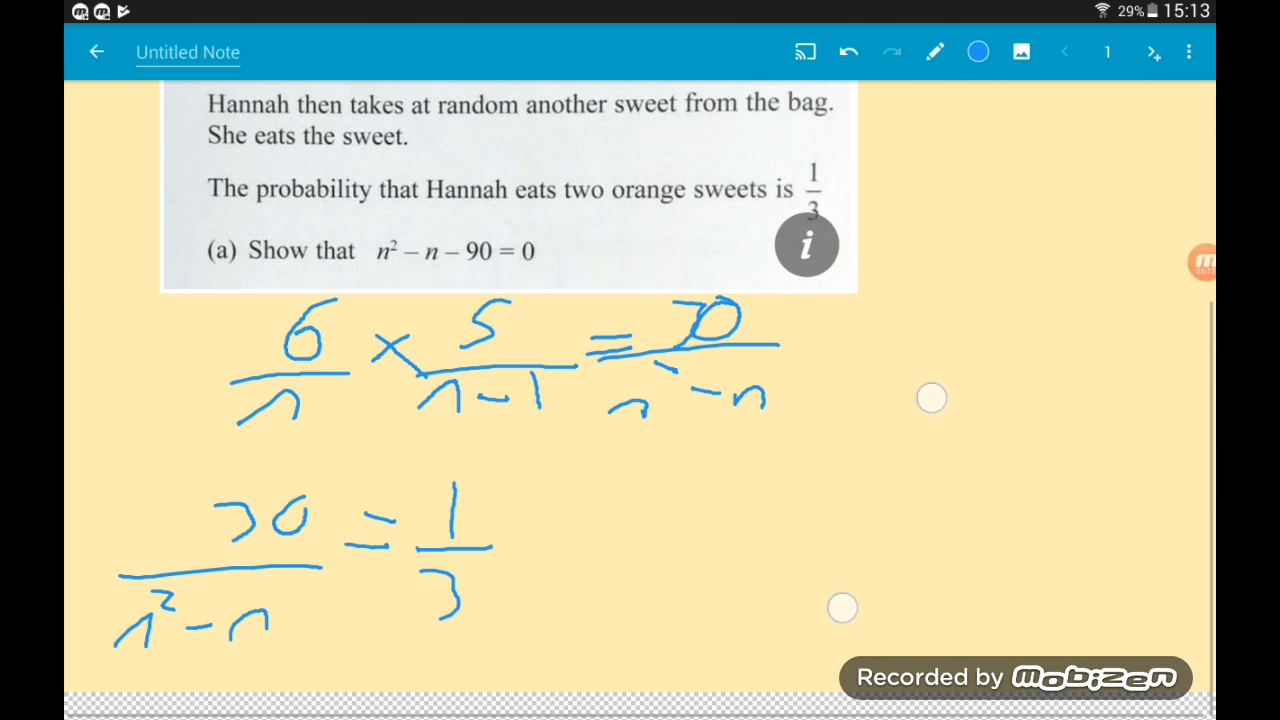 29% 15:13
Untitled Note
1
Hannah then takes at random another sweet from the bag.
She eats the sweet.
The probability that Hannah eats two orange sweets is 1/3
(a) Show that n² – n – 90 = 0
6/n × 5/n-1 = 30/n²-n
30/n²-n = 1/3
Recorded by mobizen